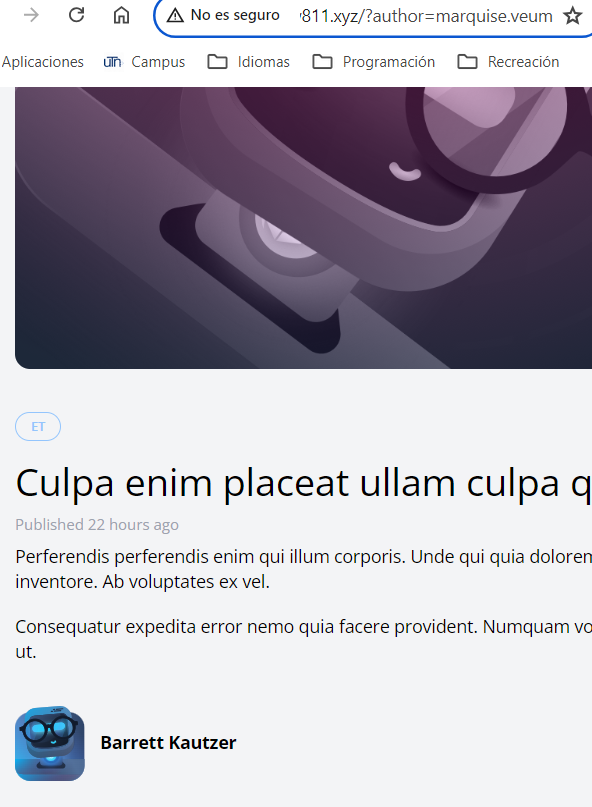 No es seguro 811.xyz/?author=marquise.veum
Aplicaciones UTN Campus Idiomas Programación Recreación
ET
Culpa enim placeat ullam culpa q
Published 22 hours ago
Perferendis perferendis enim qui illum corporis. Unde qui quia dolorem
inventore. Ab voluptates ex vel.
Consequatur expedita error nemo quia facere provident. Numquam vo
ut.
Barrett Kautzer